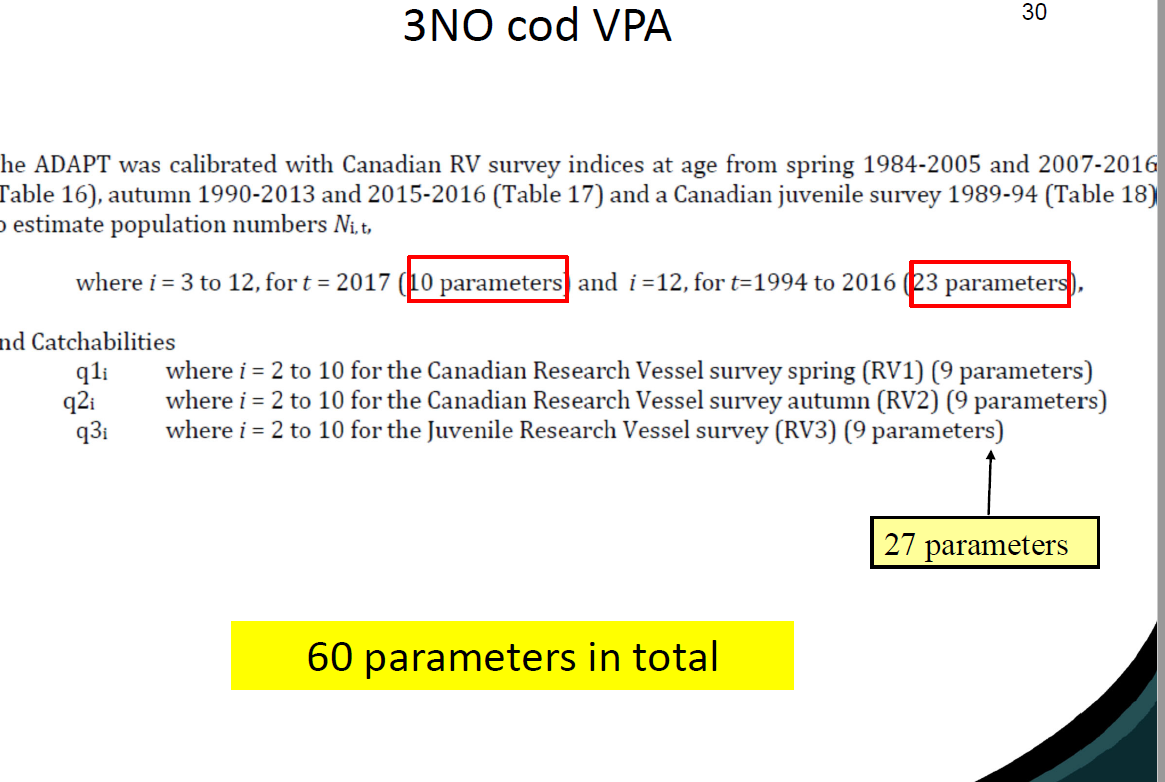 3NO cod VPA
30
he ADAPT was calibrated with Canadian RV survey indices at age from spring 1984-2005 and 2007-2016
Table 16), autumn 1990-2013 and 2015-2016 (Table 17) and a Canadian juvenile survey 1989-94 (Table 18)
o estimate population numbers Ni, t,
where i = 3 to 12, for t = 2017 (10 parameters) and i =12, for t=1994 to 2016 (23 parameters),
nd Catchabilities
q1i where i = 2 to 10 for the Canadian Research Vessel survey spring (RV1) (9 parameters)
q2i where i = 2 to 10 for the Canadian Research Vessel survey autumn (RV2) (9 parameters)
q3i where i = 2 to 10 for the Juvenile Research Vessel survey (RV3) (9 parameters)
27 parameters
60 parameters in total